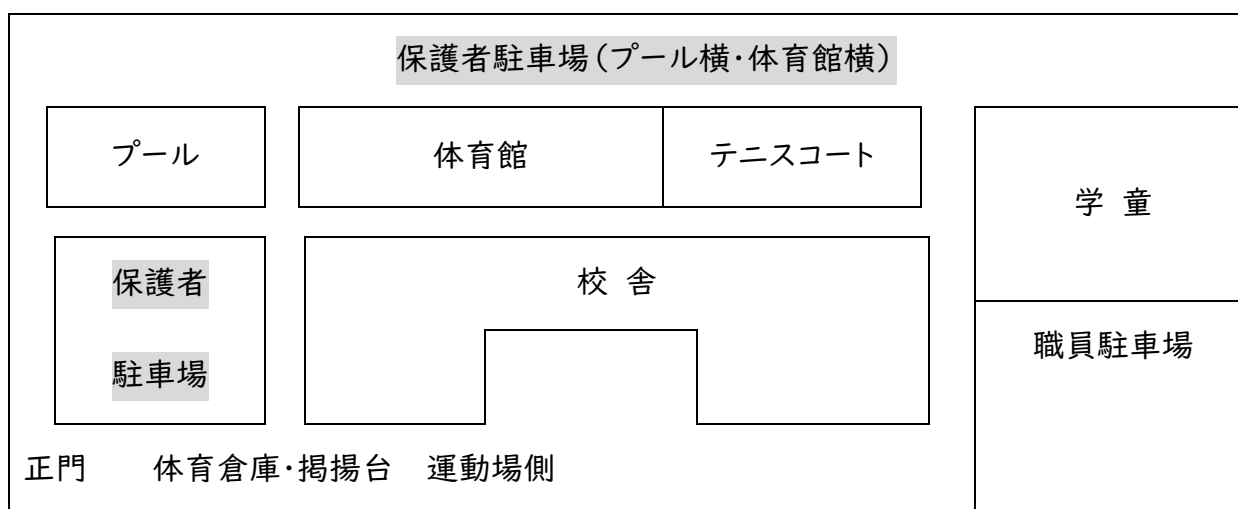 保護者駐車場(プール横・体育館横)
プール
体育館
テニスコート
学 童
保護者
駐車場
校 舎
職員駐車場
正門 体育倉庫・掲揚台 運動場側